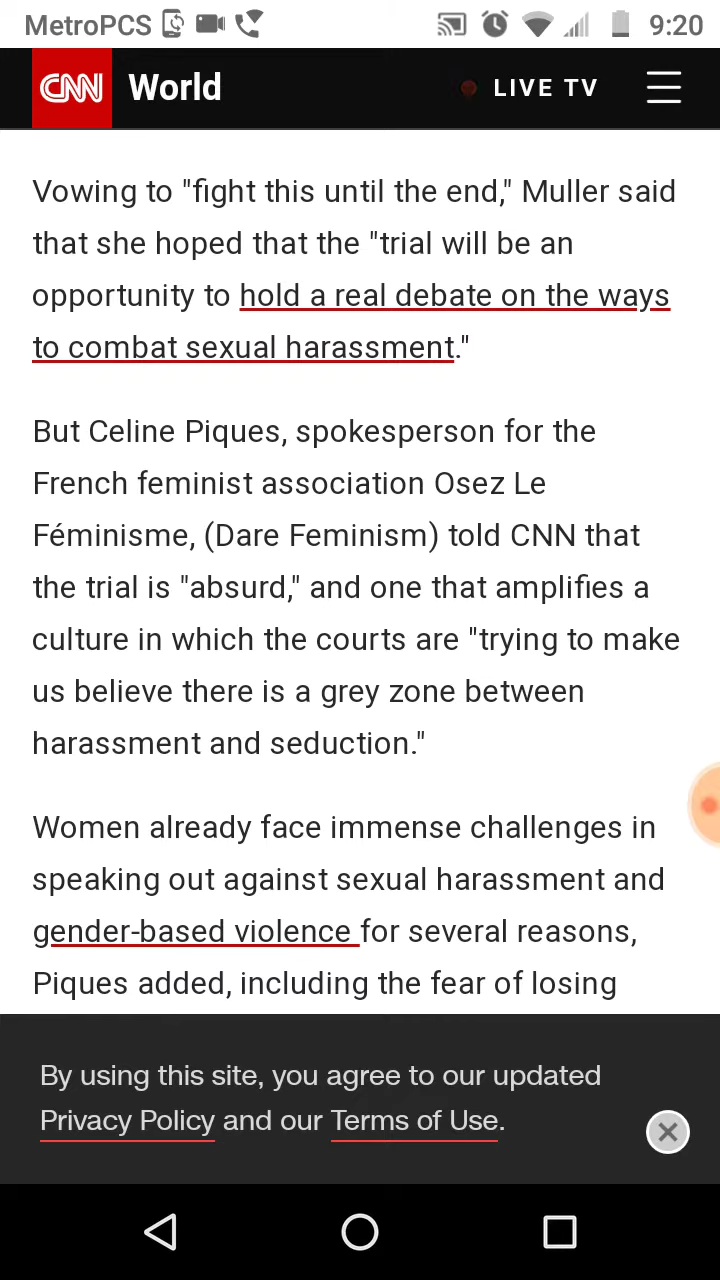 MetroPCS 9:20
CNN World LIVE TV
Vowing to "fight this until the end," Muller said
that she hoped that the "trial will be an
opportunity to hold a real debate on the ways
to combat sexual harassment."
But Celine Piques, spokesperson for the
French feminist association Osez Le
Féminisme, (Dare Feminism) told CNN that
the trial is "absurd," and one that amplifies a
culture in which the courts are "trying to make
us believe there is a grey zone between
harassment and seduction."
Women already face immense challenges in
speaking out against sexual harassment and
gender-based violence for several reasons,
Piques added, including the fear of losing
By using this site, you agree to our updated
Privacy Policy and our Terms of Use.